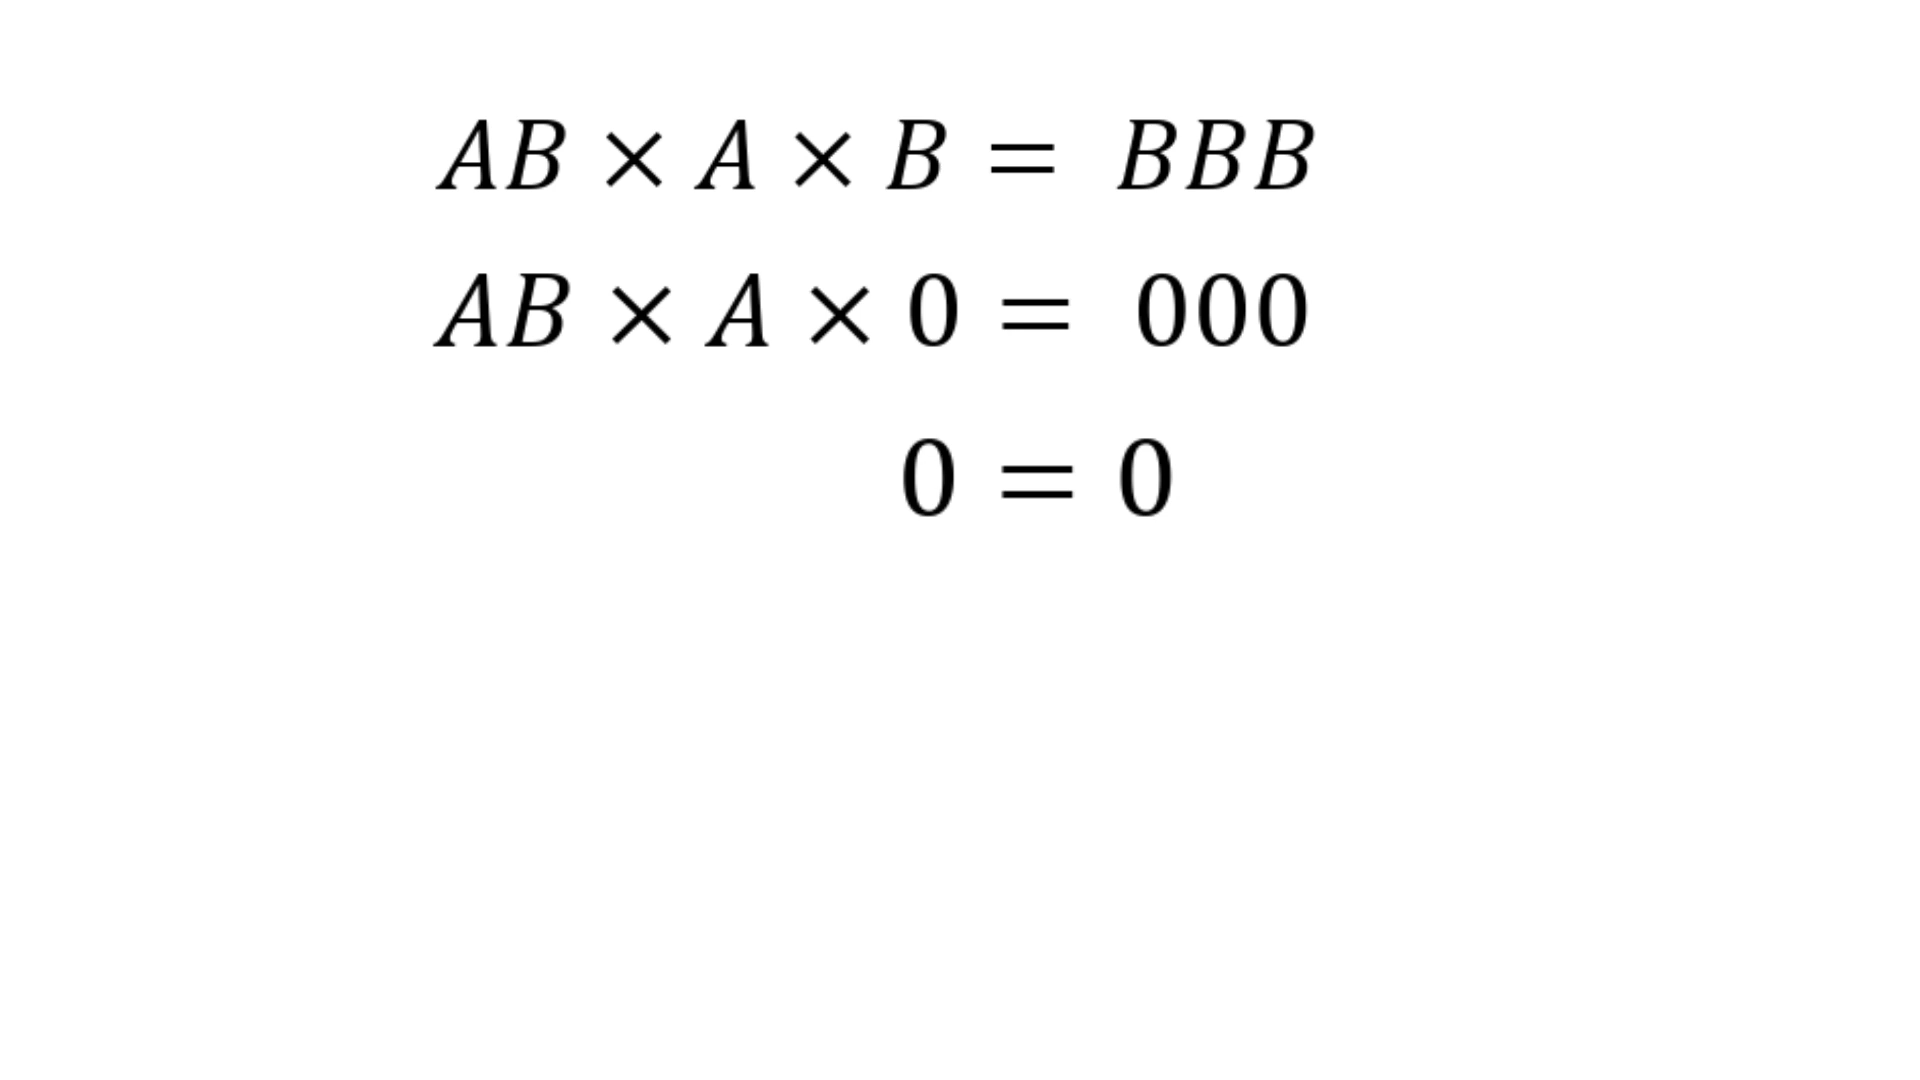 AB × A × B = BBB
AB × A × 0 = 000
0 = 0